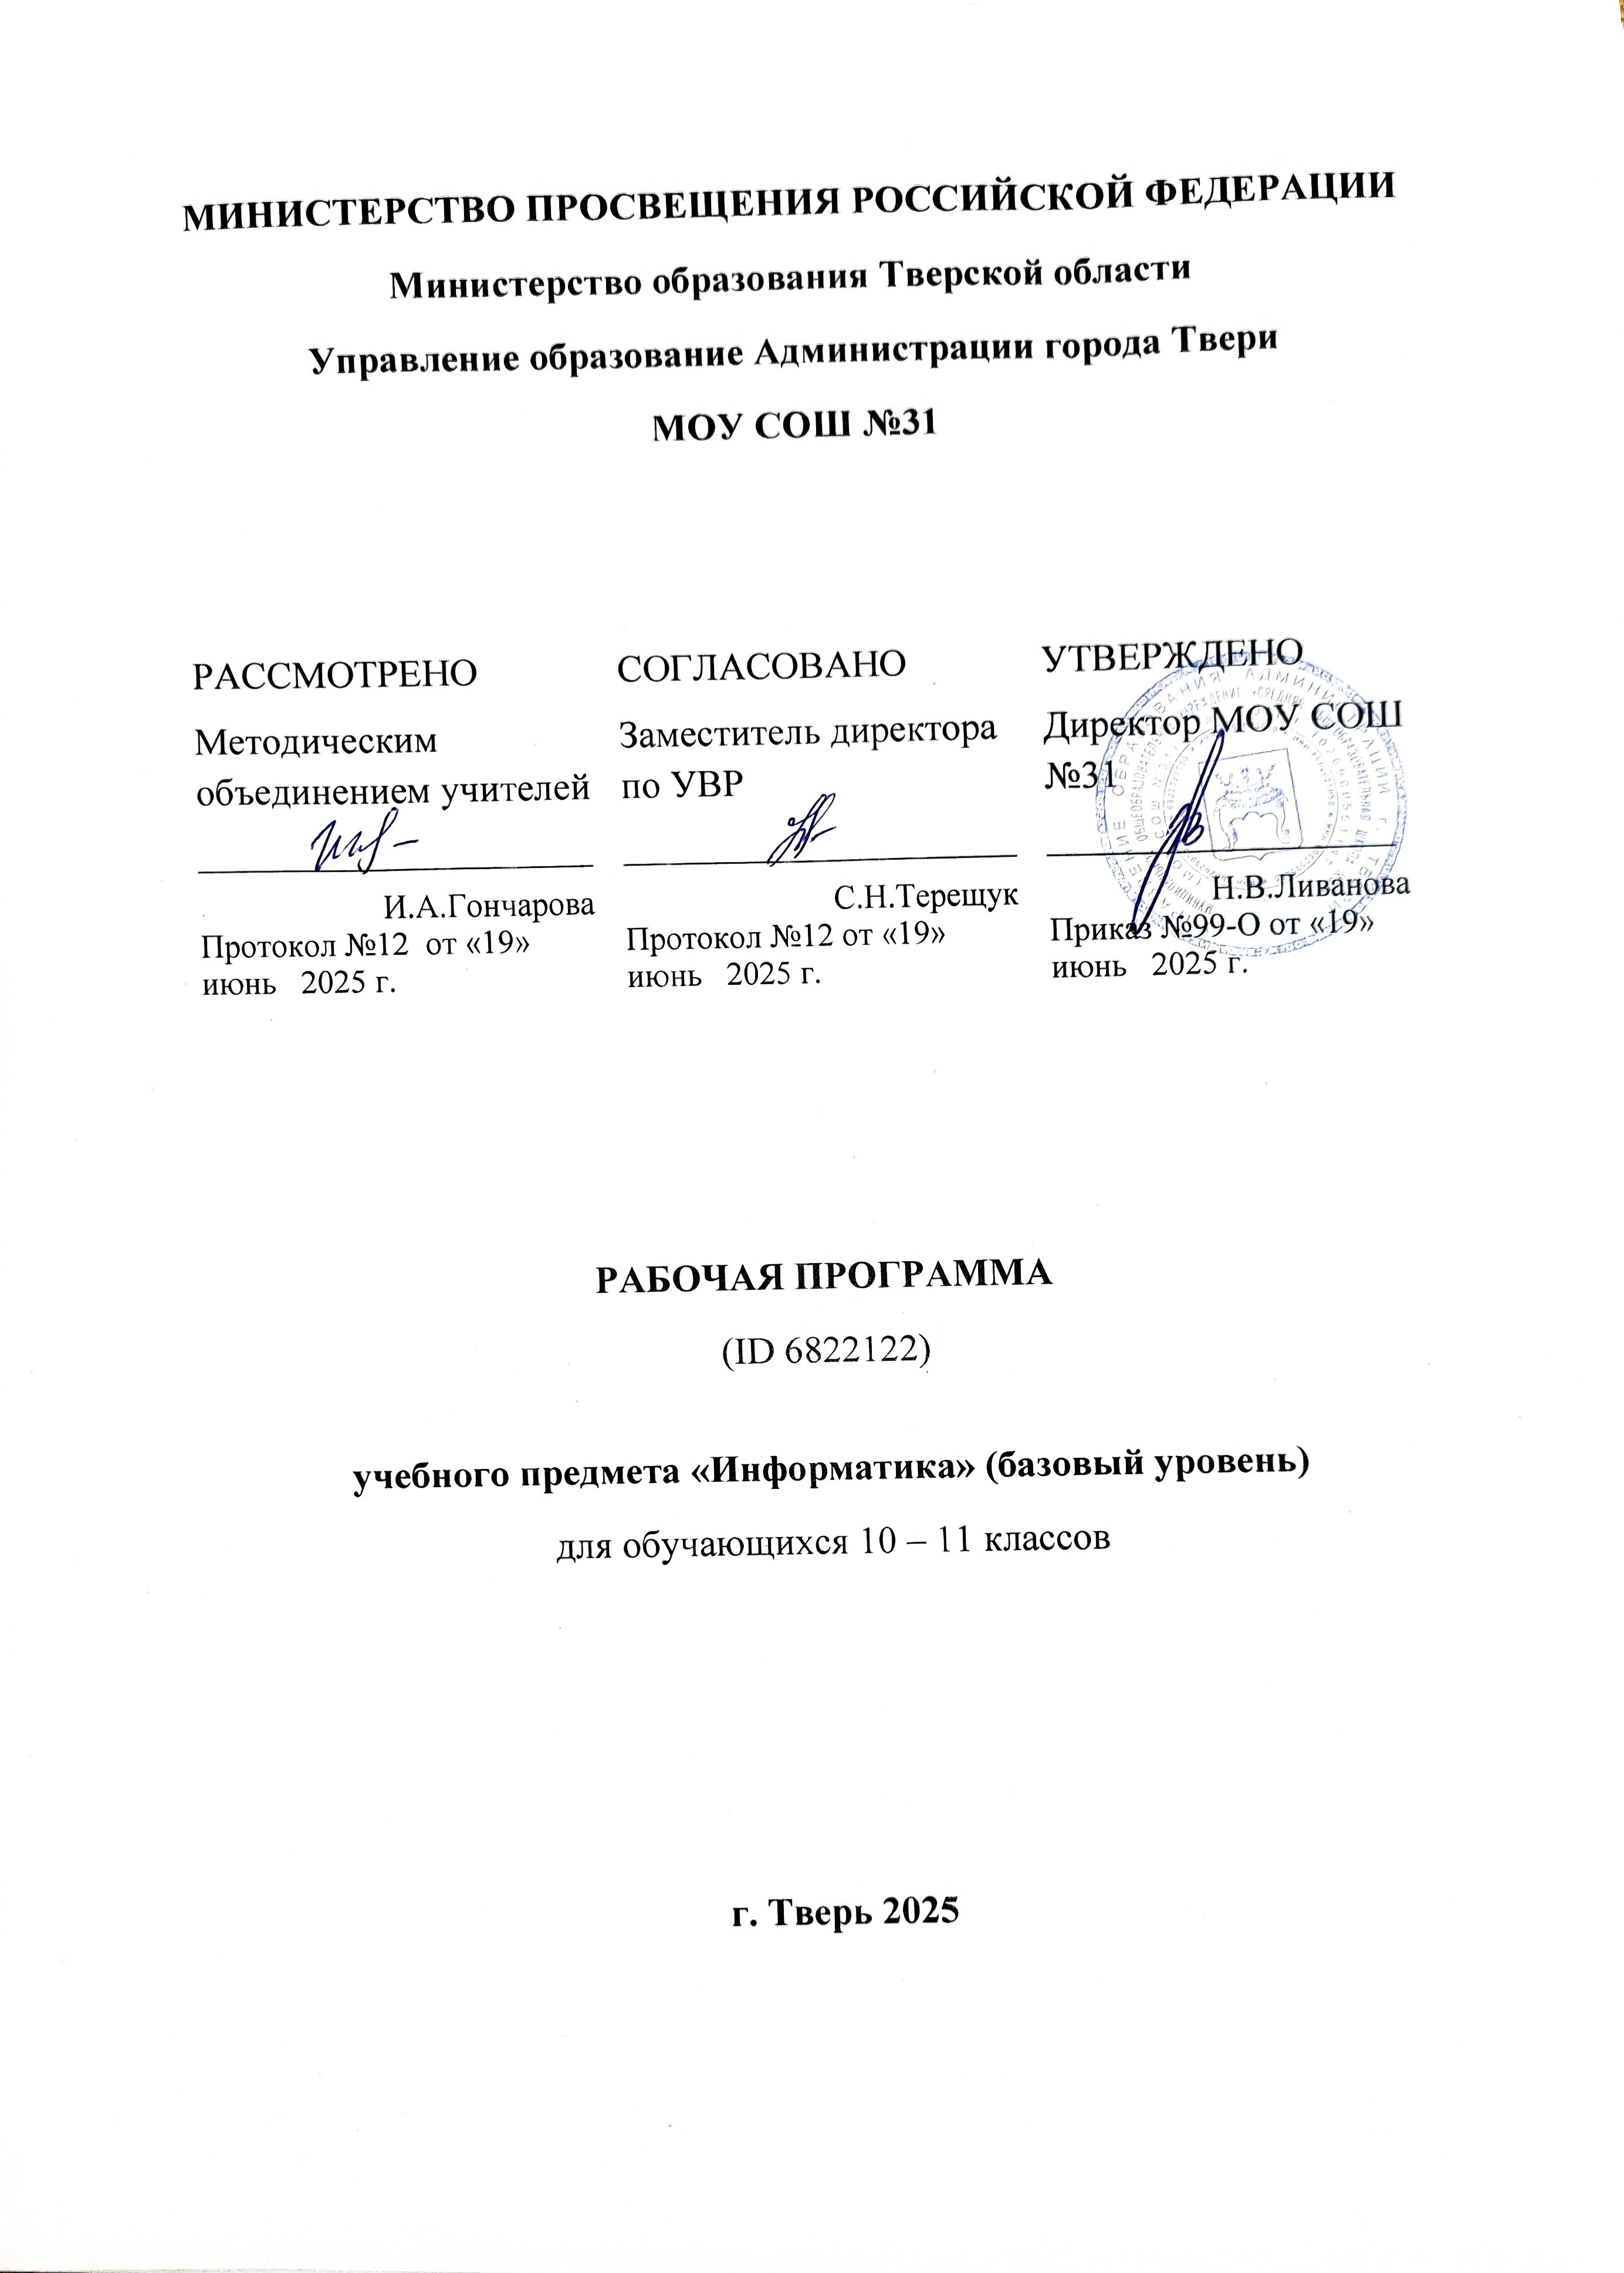 МИНИСТЕРСТВО ПРОСВЕЩЕНИЯ РОССИЙСКОЙ ФЕДЕРАЦИИ
Министерство образования Тверской области
Управление образование Администрации города Твери
МОУ СОШ №31
РАССМОТРЕНО
Методическим
объединением учителей
И.А.Гончарова
Протокол №12 от «19»
июнь 2025 г.
СОГЛАСОВАНО
Заместитель директора
по УВР
С.Н.Терещук
Протокол №12 от «19»
июнь 2025 г.
УТВЕРЖДЕНО
Директор МОУ СОШ
№31
Н.В.Ливанова
Приказ №99-О от «19»
июнь 2025 г.
РАБОЧАЯ ПРОГРАММА
(ID 6822122)
учебного предмета «Информатика» (базовый уровень)
для обучающихся 10 – 11 классов
г. Тверь 2025